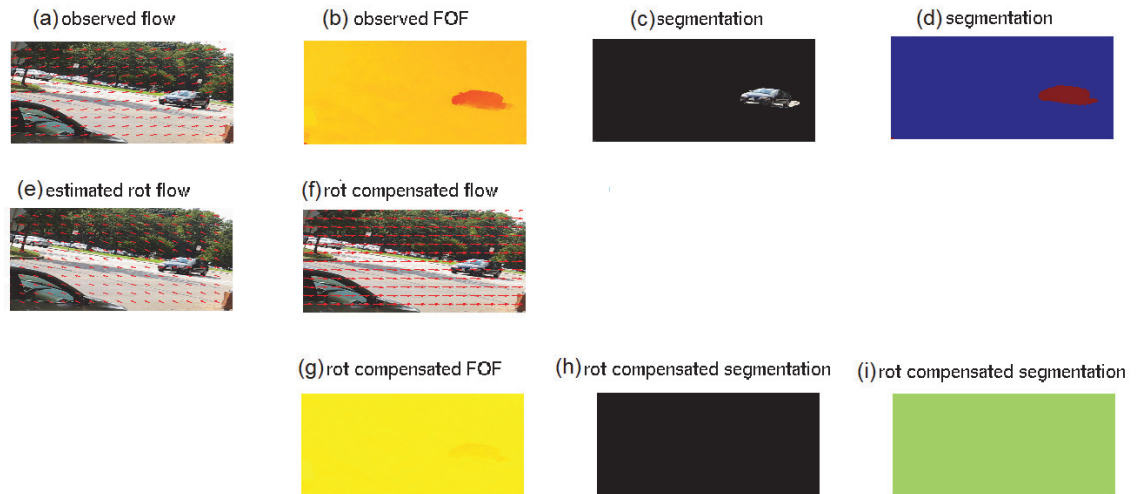 (a) observed flow
(b) observed FOF
(c) segmentation
(d) segmentation
(e) estimated rot flow
(f) rot compensated flow
(g) rot compensated FOF
(h) rot compensated segmentation
(i) rot compensated segmentation